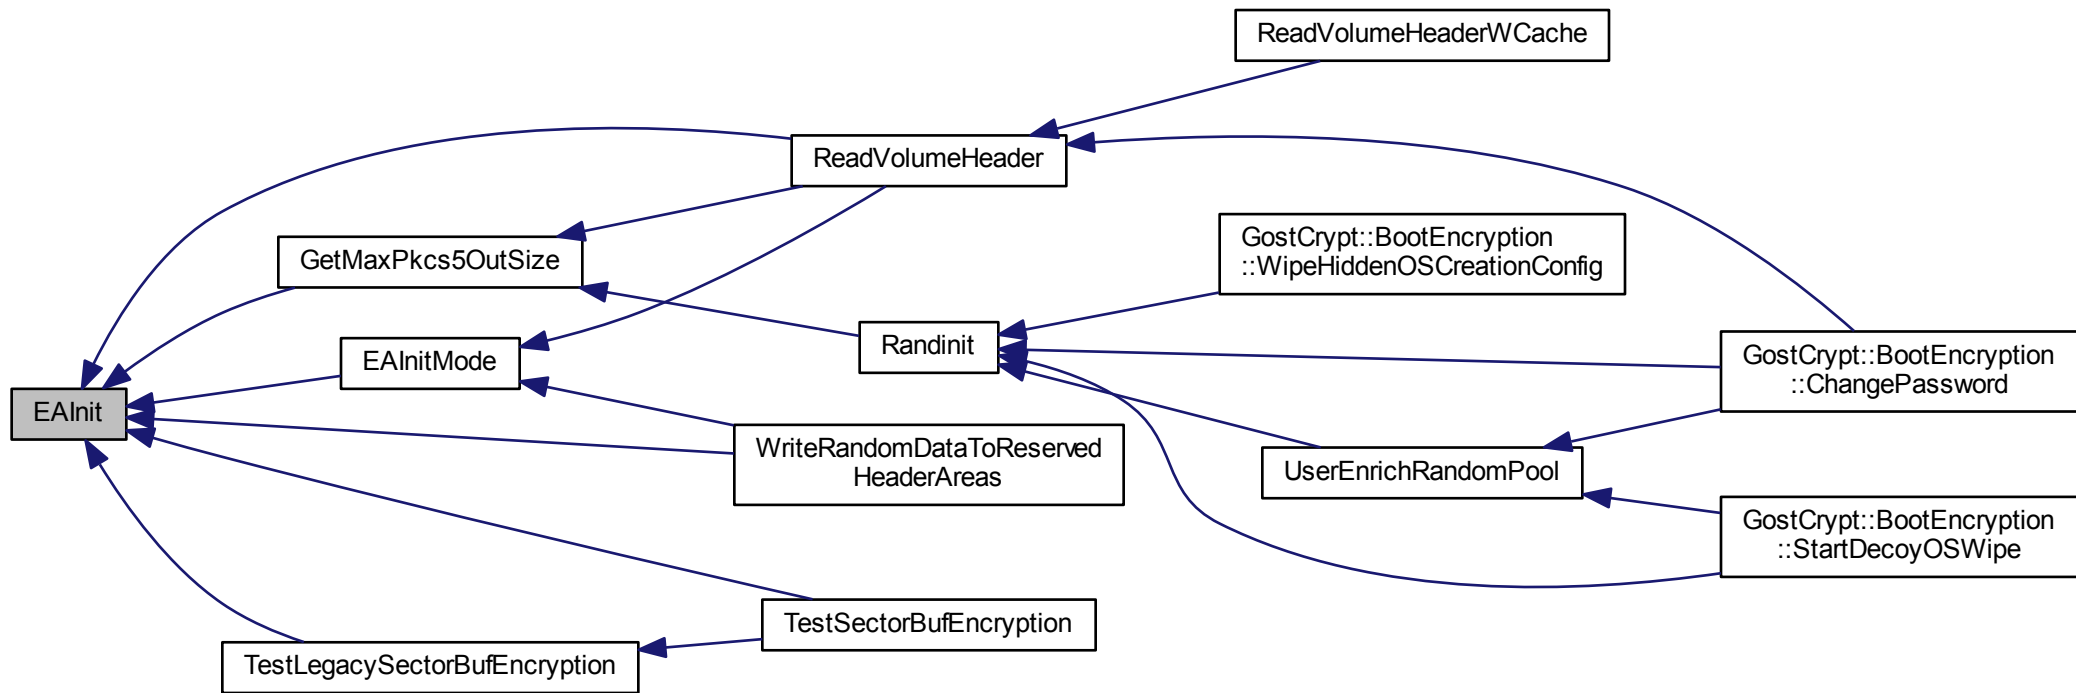 ReadVolumeHeaderWCache
ReadVolumeHeader
GostCrypt::BootEncryption
::WipeHiddenOSCreationConfig
GetMaxPkcs5OutSize
Randinit
EAInitMode
GostCrypt::BootEncryption
::ChangePassword
EAInit
WriteRandomDataToReserved
HeaderAreas
UserEnrichRandomPool
GostCrypt::BootEncryption
::StartDecoyOSWipe
TestSectorBufEncryption
TestLegacySectorBufEncryption